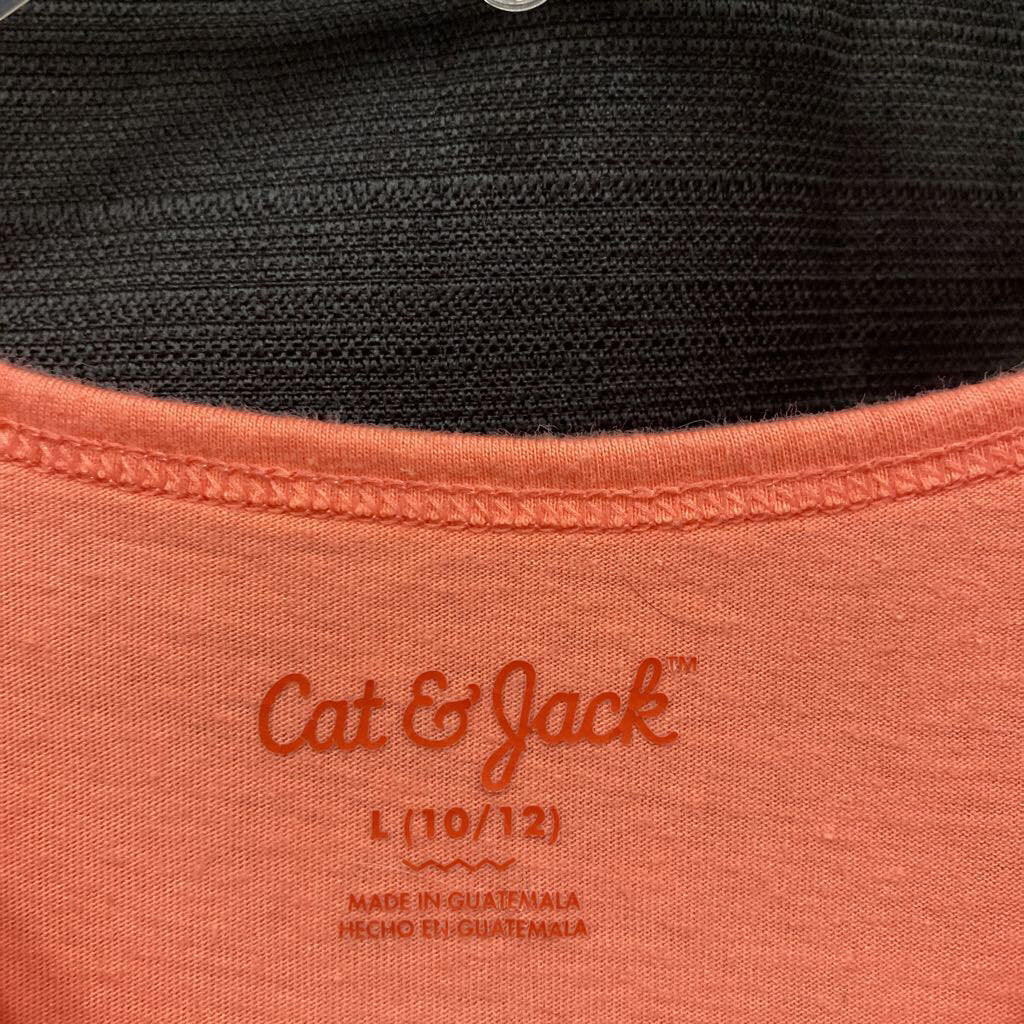 Cat & Jack™
L (10/12)
MADE IN GUATEMALA
HECHO EN GUATEMALA